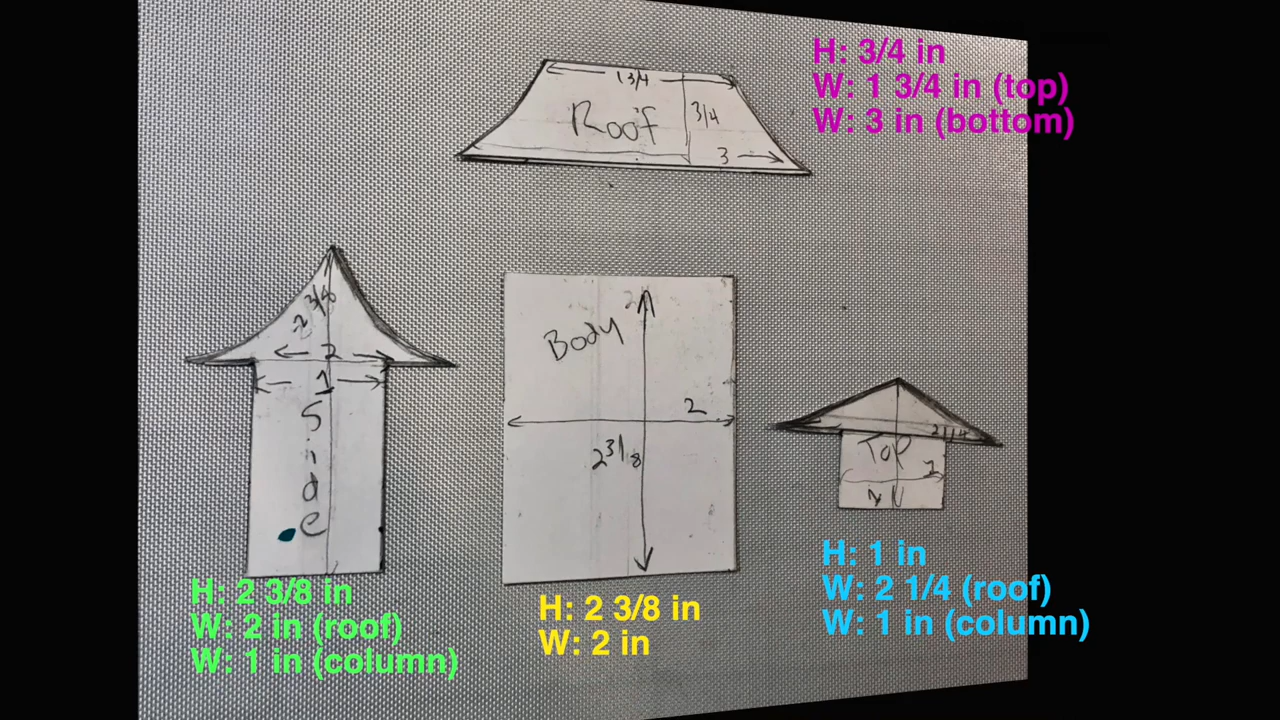 H: 3/4 in
W: 1 3/4 in (top)
W: 3 in (bottom)
1 3/4
Roof
3/4
3
2 3/4
2
1
Side
Body
2
2 3/8
Top
2 1/4
H: 2 3/8 in
W: 2 in (roof)
W: 1 in (column)
H: 2 3/8 in
W: 2 in
H: 1 in
W: 2 1/4 (roof)
W: 1 in (column)